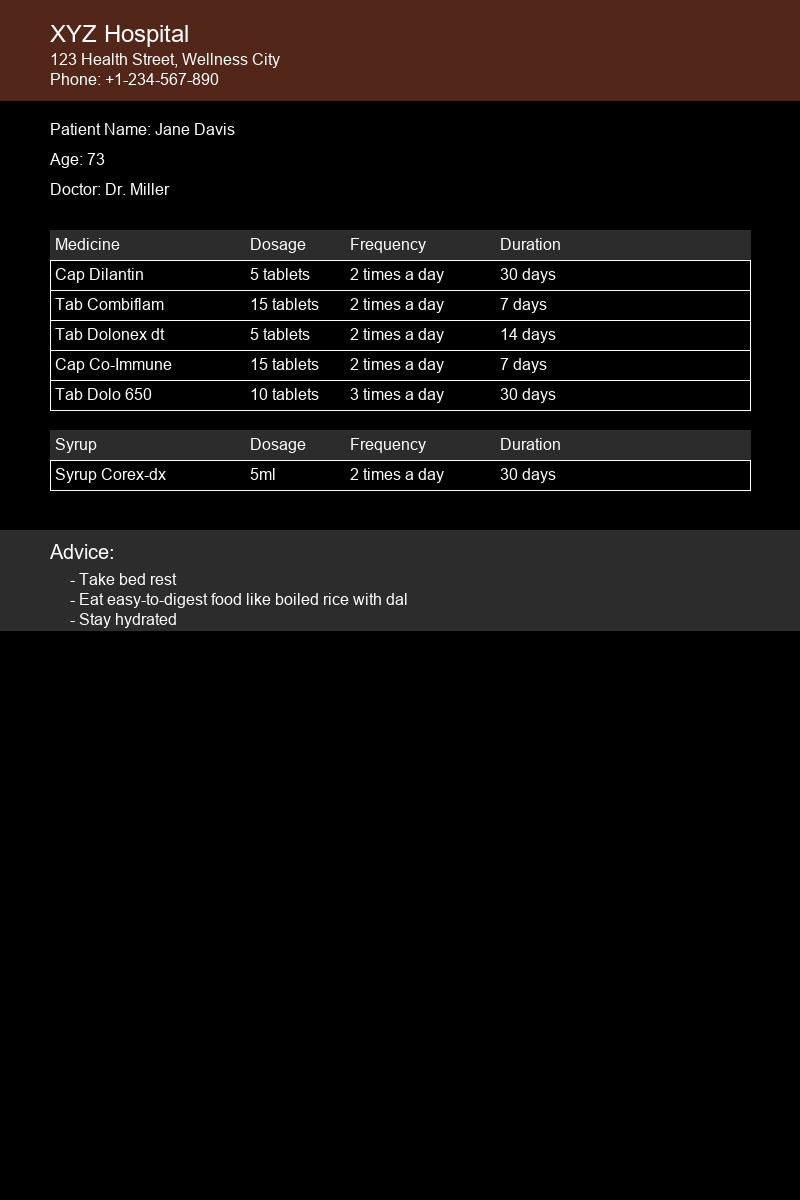 XYZ Hospital
123 Health Street, Wellness City
Phone: +1-234-567-890
Patient Name: Jane Davis
Age: 73
Doctor: Dr. Miller
Medicine Dosage Frequency Duration
Cap Dilantin 5 tablets 2 times a day 30 days
Tab Combiflam 15 tablets 2 times a day 7 days
Tab Dolonex dt 5 tablets 2 times a day 14 days
Cap Co-Immune 15 tablets 2 times a day 7 days
Tab Dolo 650 10 tablets 3 times a day 30 days
Syrup Dosage Frequency Duration
Syrup Corex-dx 5ml 2 times a day 30 days
Advice:
- Take bed rest
- Eat easy-to-digest food like boiled rice with dal
- Stay hydrated